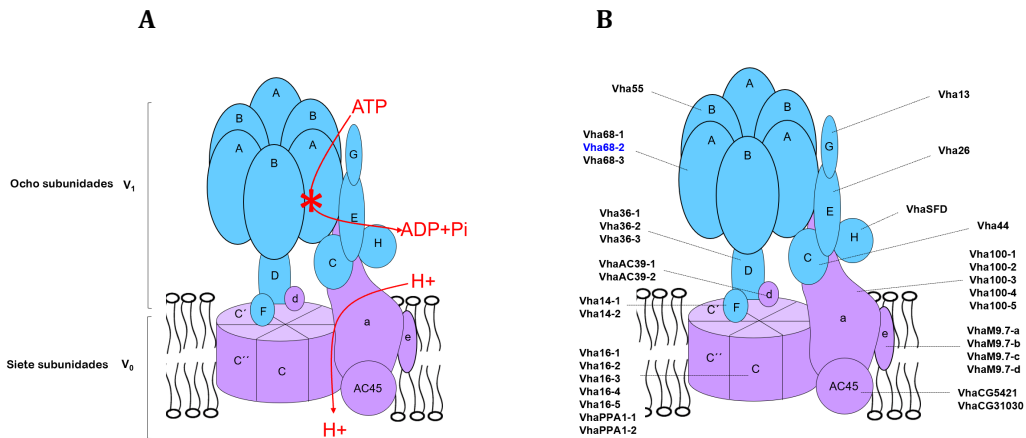 A
A
B
B
A
A
B
ATP
G
Ocho subunidades V₁
E
ADP+Pi
H
C
D
H+
d
F
C´
a
e
C´´
C
Siete subunidades V₀
AC45
H+
B
Vha55
Vha13
A
B
B
Vha68-1
Vha68-2
Vha68-3
A
A
B
G
Vha26
E
VhaSFD
Vha36-1
Vha36-2
Vha36-3
H
Vha44
C
D
VhaAC39-1
VhaAC39-2
Vha100-1
Vha100-2
Vha100-3
Vha100-4
Vha100-5
d
Vha14-1
Vha14-2
F
C´
a
e
VhaM9.7-a
VhaM9.7-b
VhaM9.7-c
VhaM9.7-d
C´´
C
Vha16-1
Vha16-2
Vha16-3
Vha16-4
Vha16-5
VhaPPA1-1
VhaPPA1-2
AC45
VhaCG5421
VhaCG31030